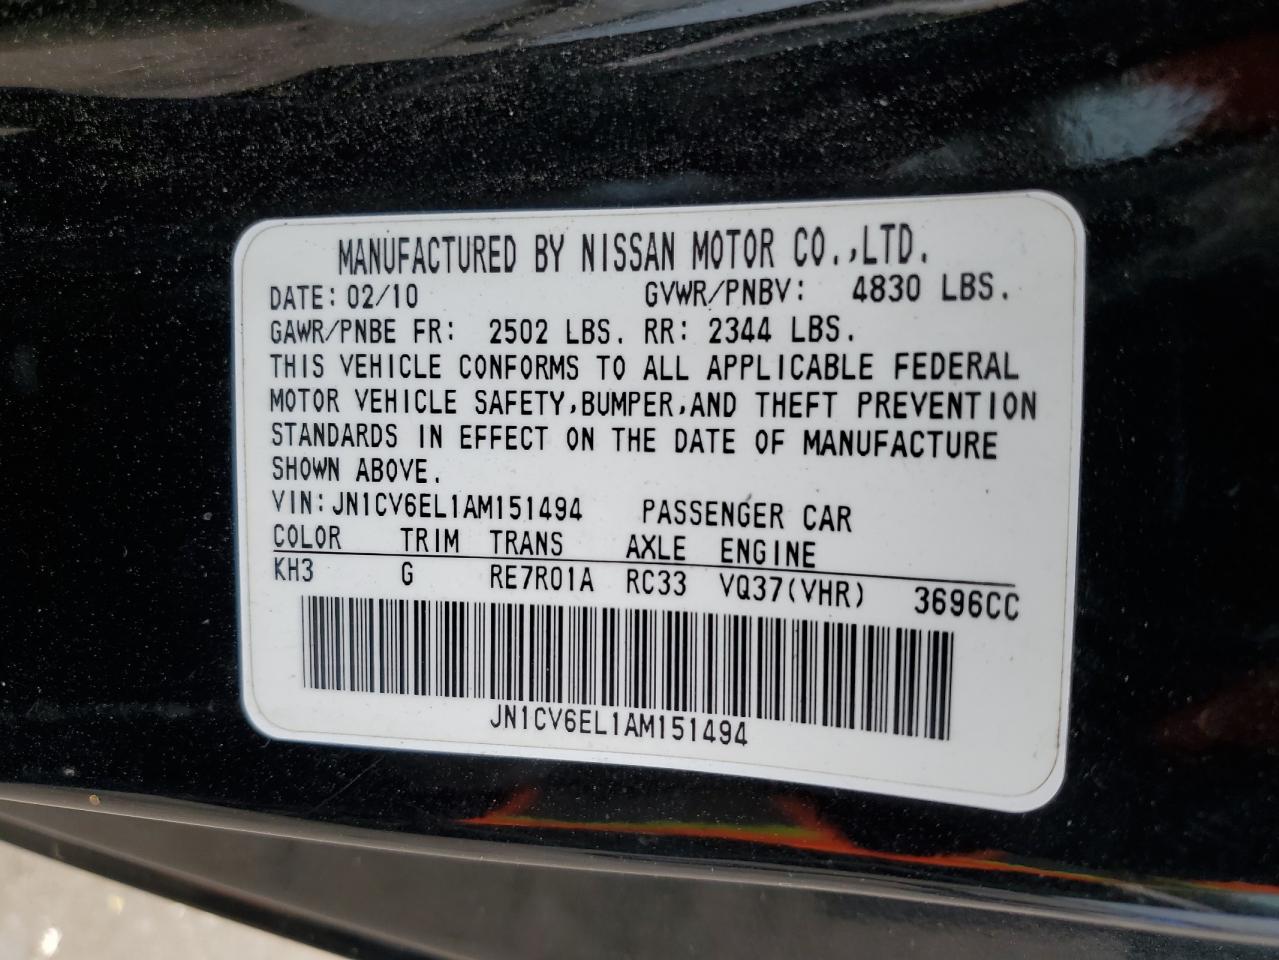 MANUFACTURED BY NISSAN MOTOR CO.,LTD.
DATE: 02/10 GVWR/PNBV: 4830 LBS.
GAWR/PNBE FR: 2502 LBS. RR: 2344 LBS.
THIS VEHICLE CONFORMS TO ALL APPLICABLE FEDERAL
MOTOR VEHICLE SAFETY,BUMPER,AND THEFT PREVENTION
STANDARDS IN EFFECT ON THE DATE OF MANUFACTURE
SHOWN ABOVE.
VIN:JN1CV6EL1AM151494 PASSENGER CAR
COLOR TRIM TRANS AXLE ENGINE
KH3 G RE7R01A RC33 VQ37(VHR) 3696CC
JN1CV6EL1AM151494